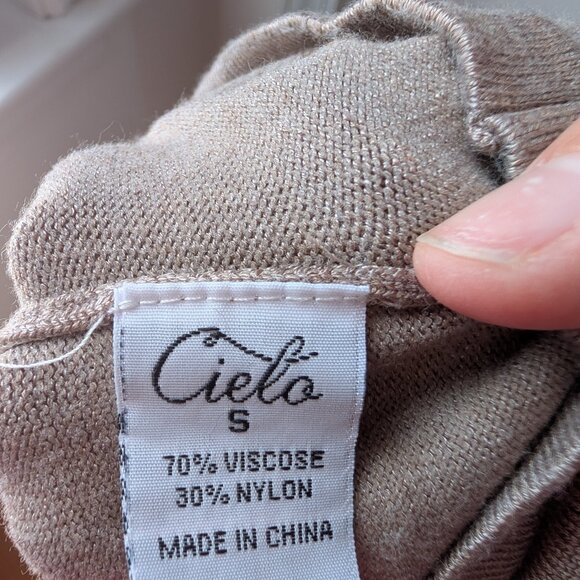 Cielo
S
70% VISCOSE
30% NYLON
MADE IN CHINA